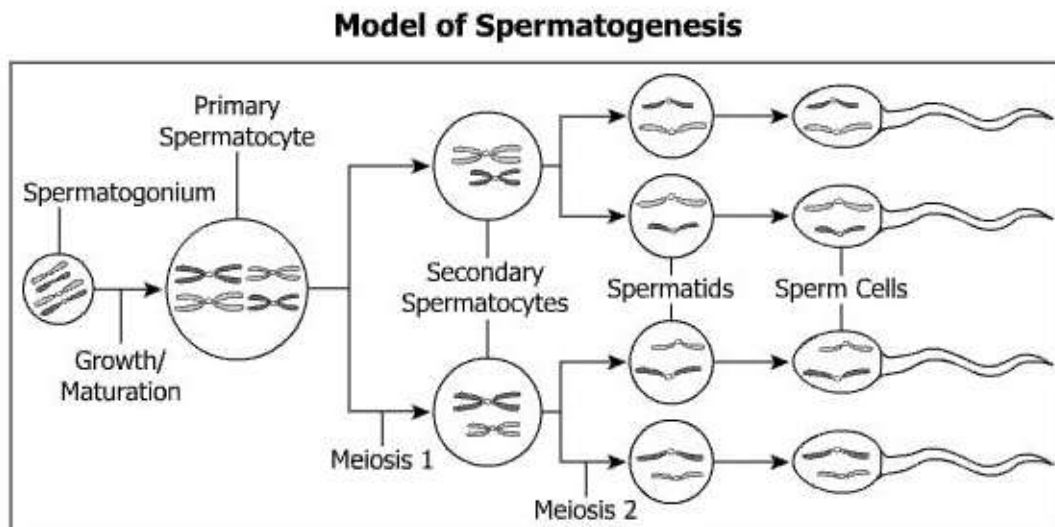 Model of Spermatogenesis
Primary
Spermatocyte
Spermatogonium
Growth/
Maturation
Meiosis 1
Secondary
Spermatocytes
Meiosis 2
Spermatids
Sperm Cells